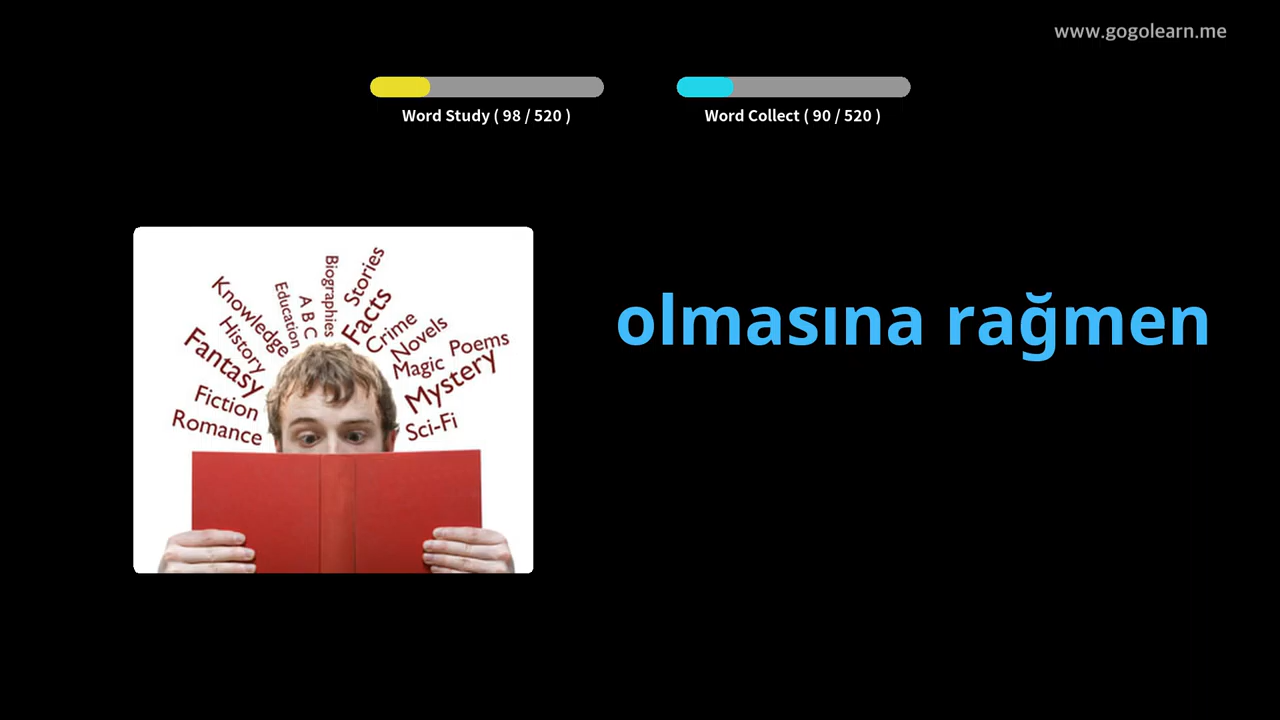 www.gogolearn.me
Word Study ( 98 / 520 )
Word Collect ( 90 / 520 )
olmasına rağmen
Knowledge
History
Fantasy
Fiction
Romance
Education
A B C
Biographies
Stories
Facts
Crime
Novels
Magic
Poems
Mystery
Sci-Fi